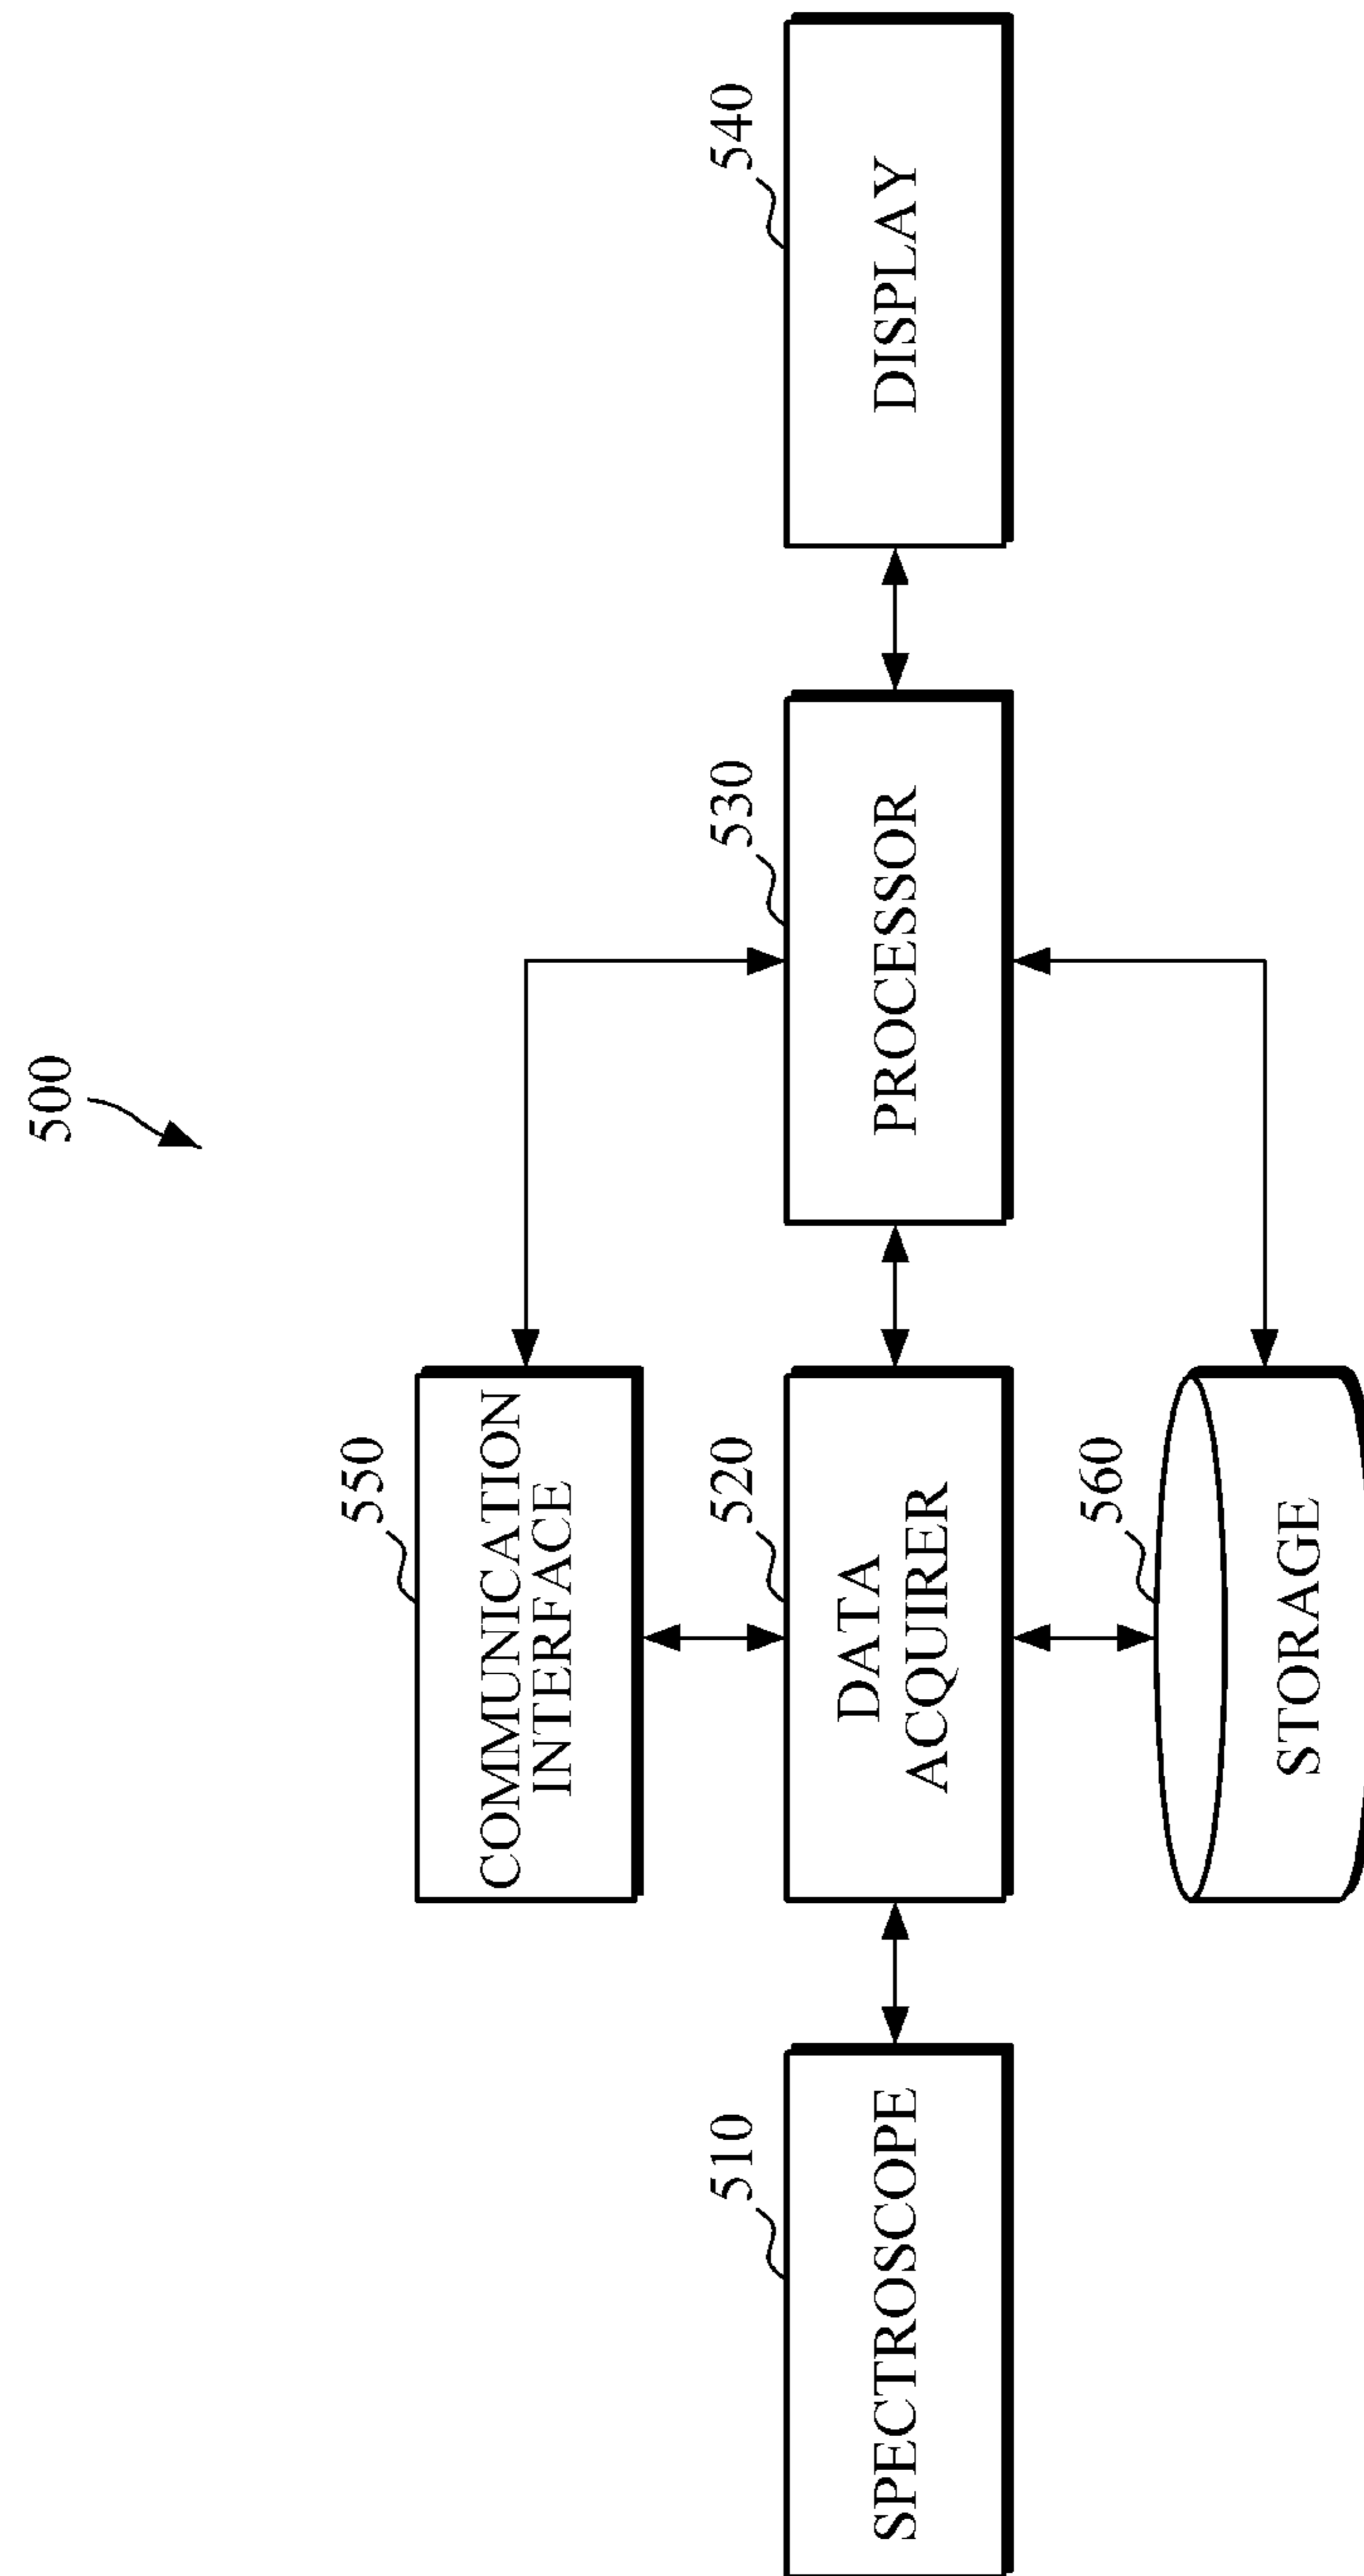 500
550
COMMUNICATION
INTERFACE
510
520
530
540
SPECTROSCOPE
DATA
ACQUIRER
PROCESSOR
DISPLAY
560
STORAGE